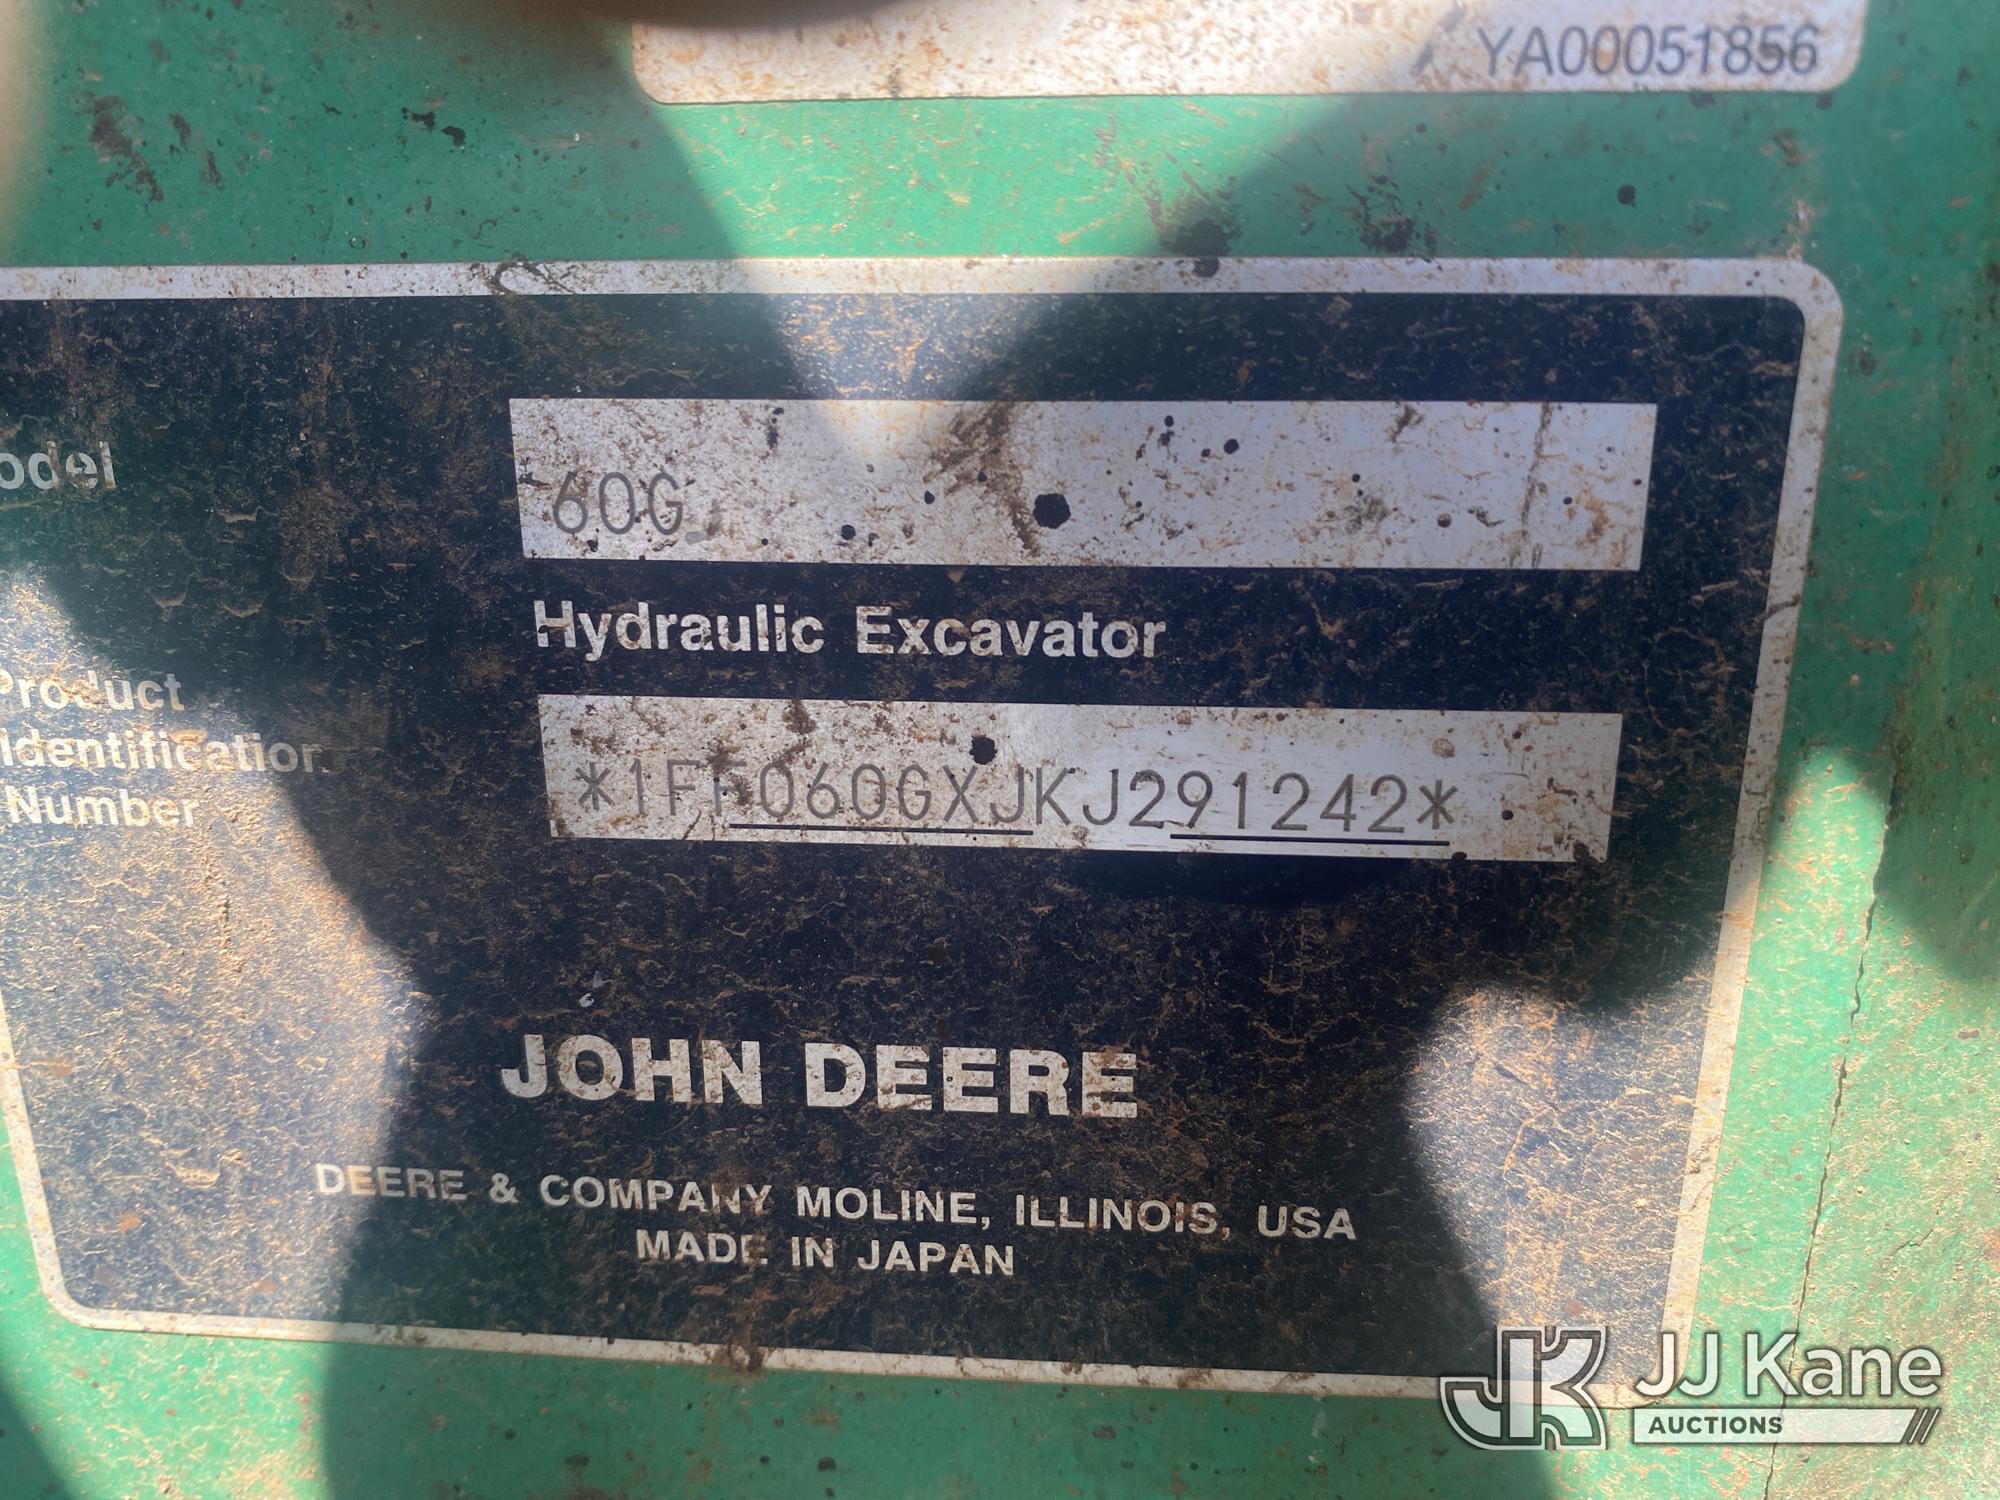 YA00051856
odel
60G
Hydraulic Excavator
Product
Identification
Number
*1FF060GXJKJ291242*
JOHN DEERE
DEERE & COMPANY MOLINE, ILLINOIS, USA
MADE IN JAPAN
JK JJ Kane
AUCTIONS